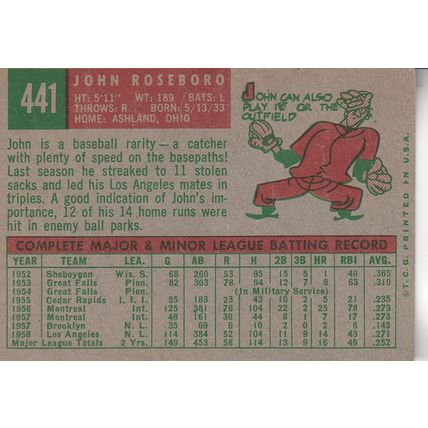 441
JOHN ROSEBORO
HT: 5'11" WT: 189 BATS: L
THROWS: R BORN: 5/13/33
HOME: ASHLAND, OHIO
JOHN CAN ALSO
PLAY 1ST OR THE
OUTFIELD
John is a baseball rarity — a catcher
with plenty of speed on the basepaths!
Last season he streaked to 11 stolen
sacks and led his Los Angeles mates in
triples. A good indication of John's im-
portance, 12 of his 14 home runs were
hit in enemy ball parks.
COMPLETE MAJOR & MINOR LEAGUE BATTING RECORD
YEAR TEAM LEA. G AB R H 2B 3B HR RBI AVG.
1952 Sheboygan Wis. S. 68 260 53 95 15 8 1 46 .365
1953 Great Falls Pion. 82 303 78 94 12 7 8 63 .310
1954 Great Falls (In Military Service)
1955 Cedar Rapids I. I. I. 55 183 23 43 5 2 6 21 .235
1956 Montreal Int. 125 381 76 104 22 2 25 78 .273
1957 Montreal Int. 48 161 30 44 8 1 7 31 .273
1957 Brooklyn N. L. 35 69 6 10 2 0 2 6 .145
1958 Los Angeles N. L. 114 384 52 104 11 9 14 43 .271
Major League Totals 2 Yrs. 149 453 58 114 13 9 16 49 .252
© T.C.G. PRINTED IN U.S.A.